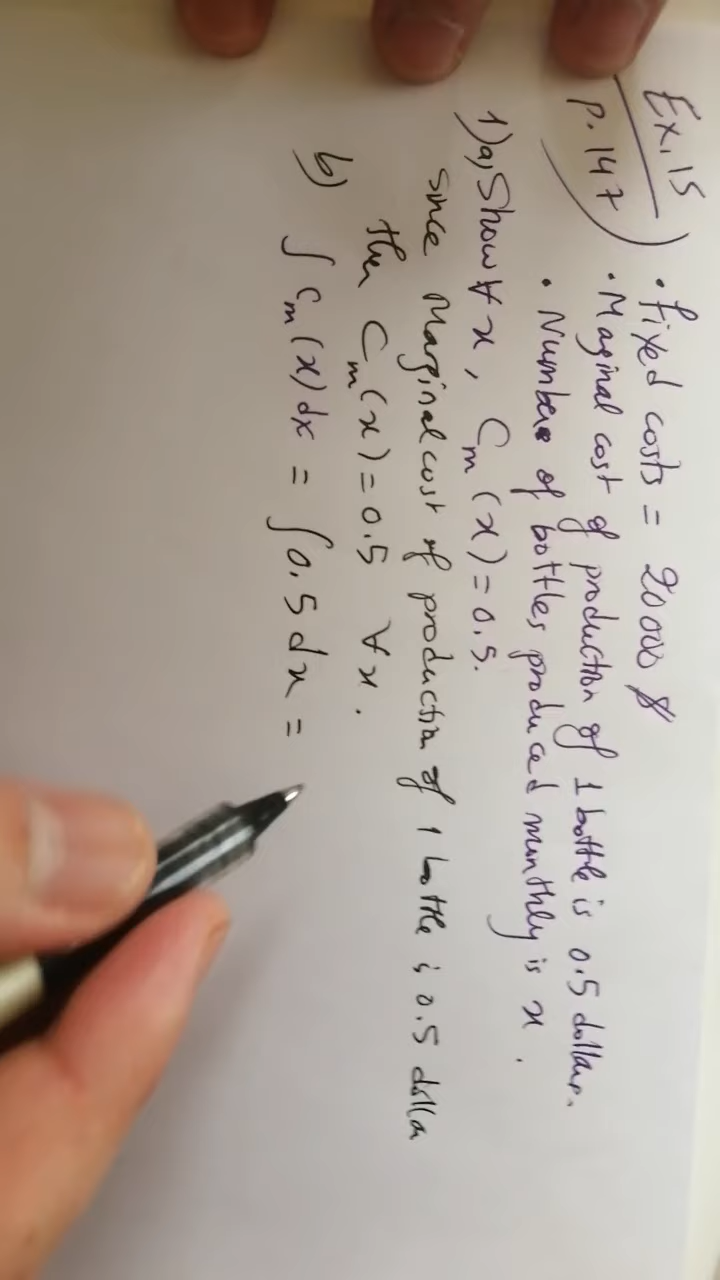 Ex. 15
p. 147
• Fixed costs = 20000 $
• Maginal cost of production of 1 bottle is 0.5 dollars.
• Number of bottles produced monthly is x.
1) a) Show ∀ x, Cm(x) = 0.5.
since Marginal cost of production of 1 bottle is 0.5 dolla
then Cm(x) = 0.5 ∀ x.
b) ∫ Cm(x) dx = ∫ 0.5 dx =